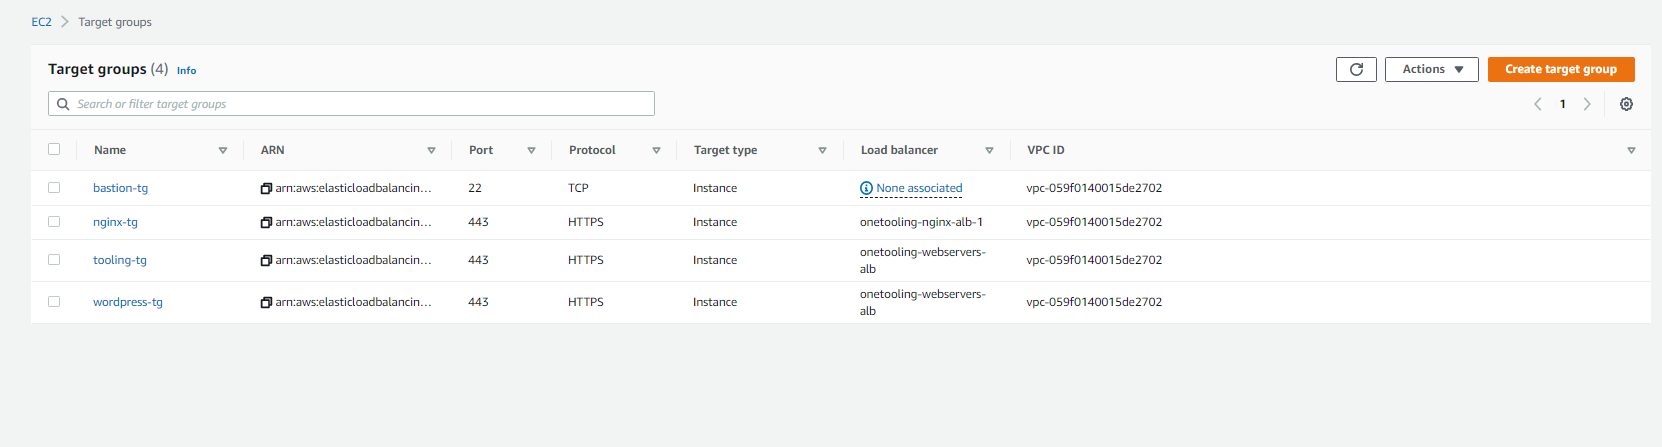 EC2 > Target groups
Target groups (4) Info
Actions
Create target group
Search or filter target groups
1
Name ARN Port Protocol Target type Load balancer VPC ID
bastion-tg arn:aws:elasticloadbalancin... 22 TCP Instance None associated vpc-059f0140015de2702
nginx-tg arn:aws:elasticloadbalancin... 443 HTTPS Instance onetooling-nginx-alb-1 vpc-059f0140015de2702
tooling-tg arn:aws:elasticloadbalancin... 443 HTTPS Instance onetooling-webservers-alb vpc-059f0140015de2702
wordpress-tg arn:aws:elasticloadbalancin... 443 HTTPS Instance onetooling-webservers-alb vpc-059f0140015de2702